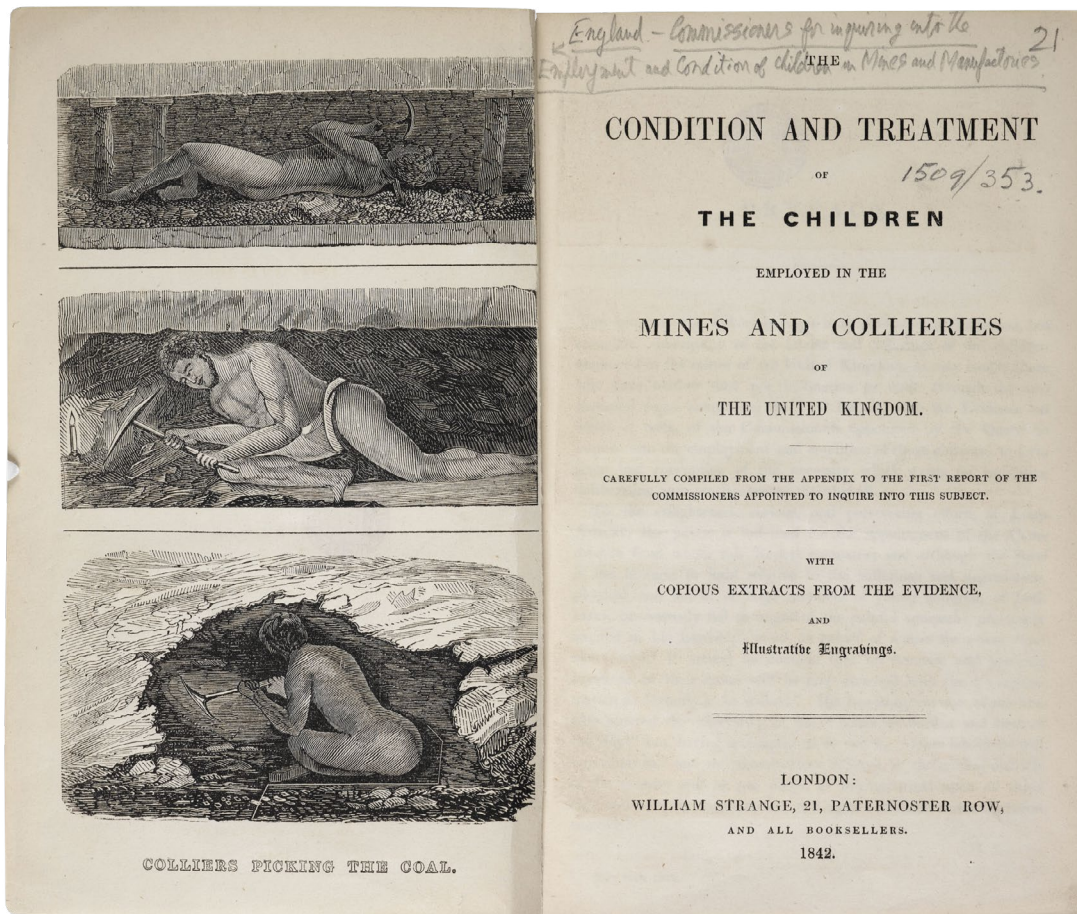 COLLIERS PICKING THE COAL.
England - Commissioners for inquiring into the
21
Employment and Condition of children in Mines and Manufactories
THE
CONDITION AND TREATMENT
OF
1509/353.
THE CHILDREN
EMPLOYED IN THE
MINES AND COLLIERIES
OF
THE UNITED KINGDOM.
CAREFULLY COMPILED FROM THE APPENDIX TO THE FIRST REPORT OF THE
COMMISSIONERS APPOINTED TO INQUIRE INTO THIS SUBJECT.
WITH
COPIOUS EXTRACTS FROM THE EVIDENCE,
AND
Illustrative Engravings.
LONDON:
WILLIAM STRANGE, 21, PATERNOSTER ROW,
AND ALL BOOKSELLERS.
1842.